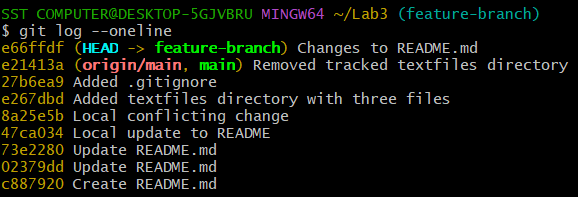 SST COMPUTER@DESKTOP-5GJVBRU MINGW64 ~/Lab3 (feature-branch)
$ git log --oneline
e66ffdf (HEAD -> feature-branch) Changes to README.md
e21413a (origin/main, main) Removed tracked textfiles directory
27b6ea9 Added .gitignore
e267dbd Added textfiles directory with three files
8a25e5b Local conflicting change
47ca034 Local update to README
73e2280 Update README.md
02379dd Update README.md
c887920 Create README.md